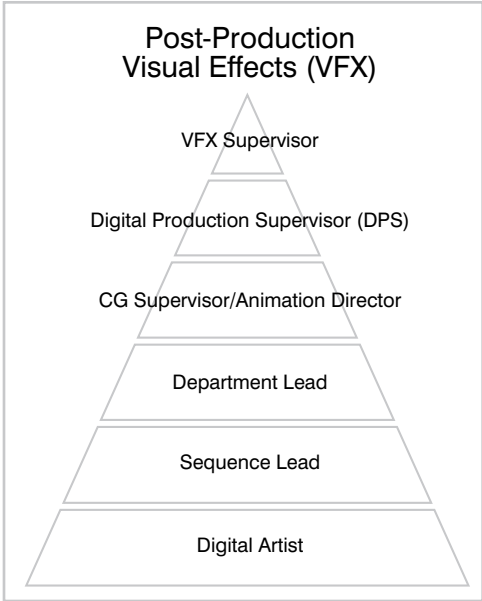 Post-Production
Visual Effects (VFX)
VFX Supervisor
Digital Production Supervisor (DPS)
CG Supervisor/Animation Director
Department Lead
Sequence Lead
Digital Artist